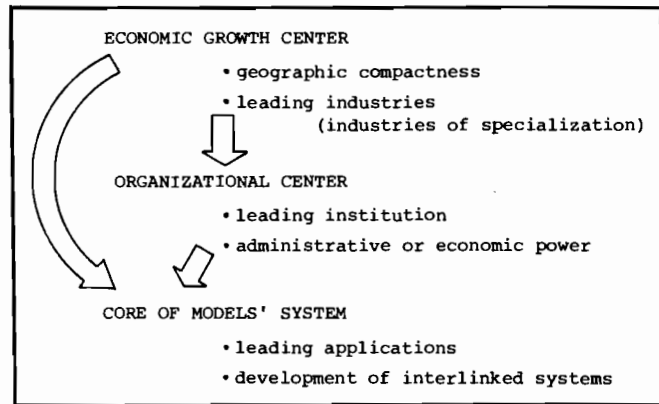 ECONOMIC GROWTH CENTER
• geographic compactness
• leading industries
(industries of specialization)
ORGANIZATIONAL CENTER
• leading institution
• administrative or economic power
CORE OF MODELS' SYSTEM
• leading applications
• development of interlinked systems